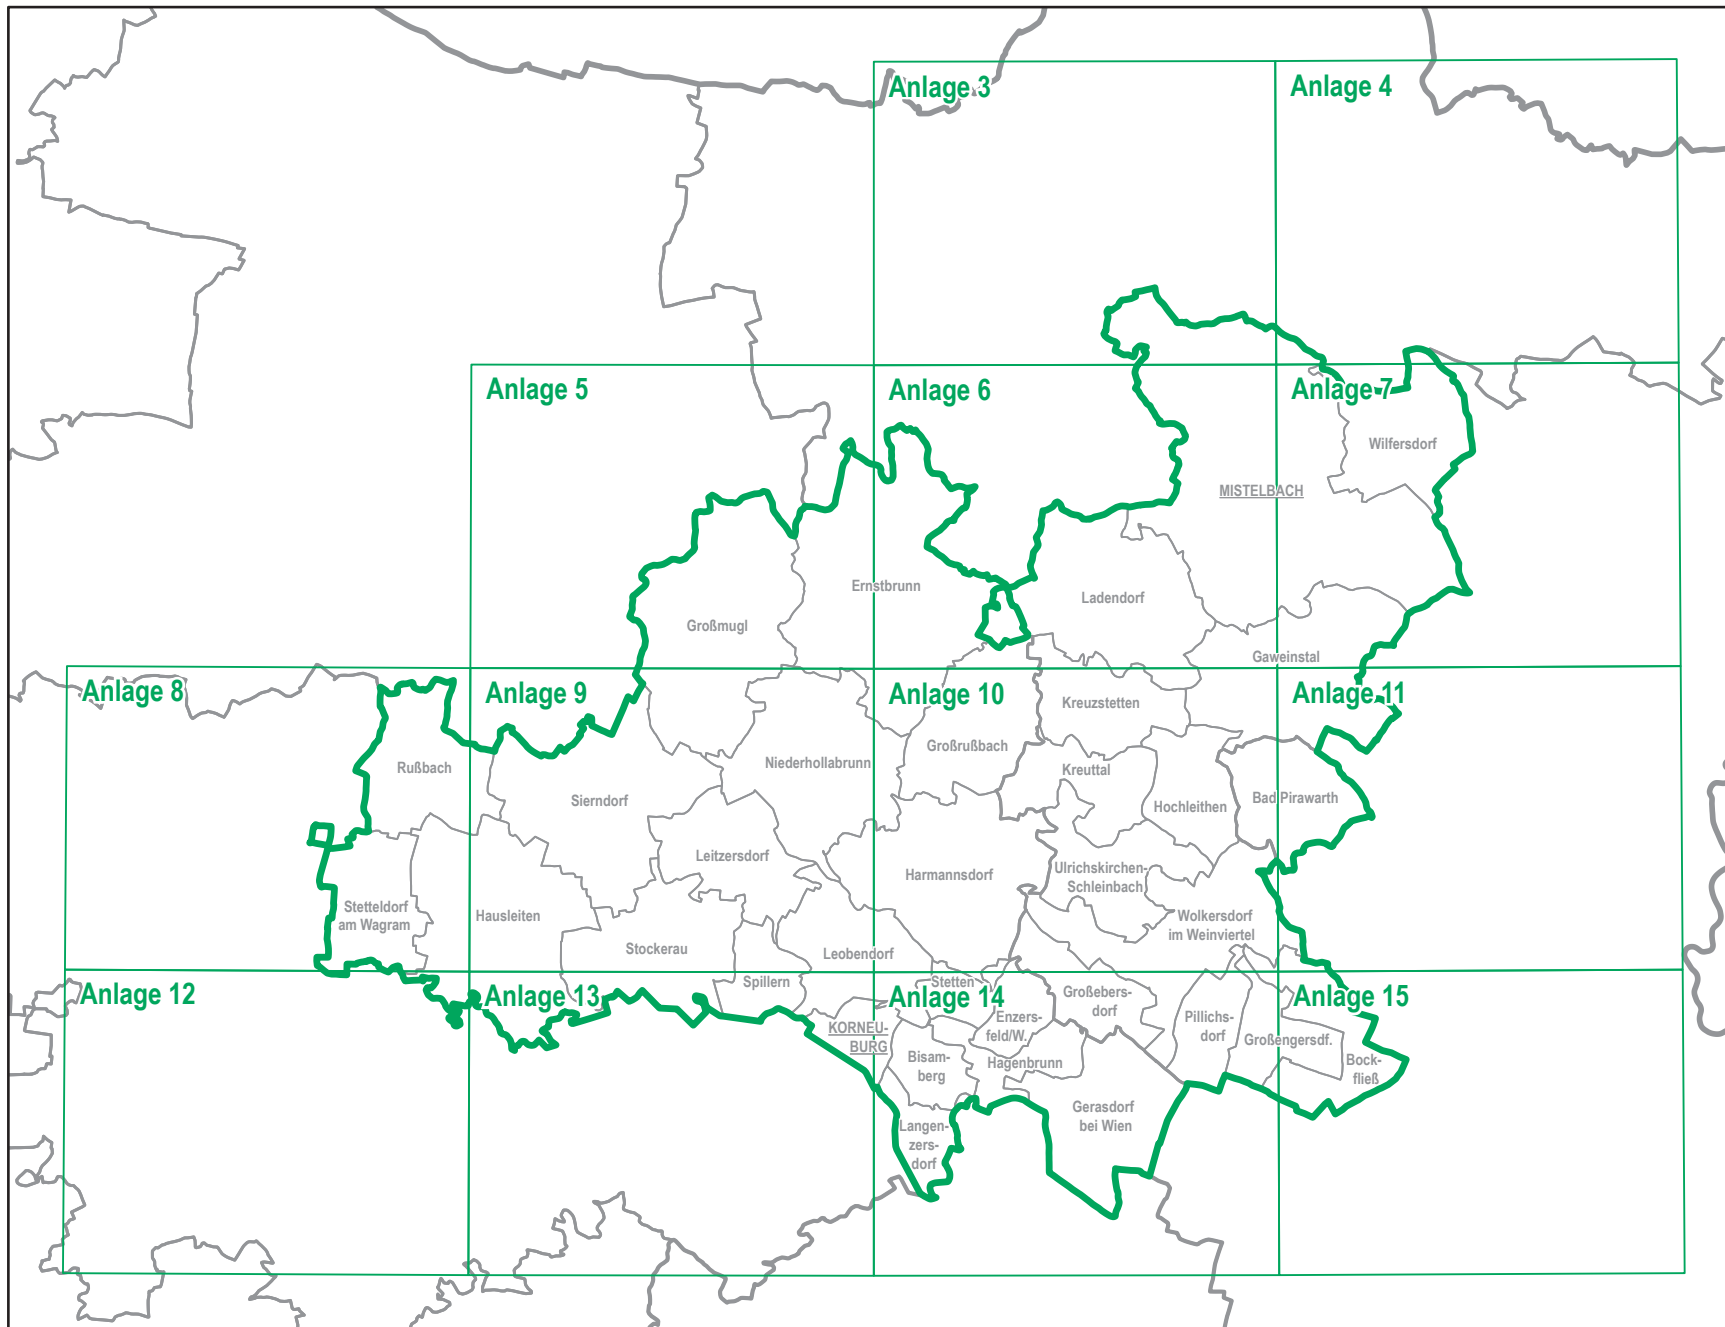 Anlage 3
Anlage 4
Anlage 5
Anlage 6
Anlage 7
Wilfersdorf
MISTELBACH
Ernstbrunn
Ladendorf
Großmugl
Gaweinstal
Anlage 8
Anlage 9
Anlage 10
Anlage 11
Kreuzstetten
Großrußbach
Niederhollabrunn
Rußbach
Kreuttal
Sierndorf
Hochleithen
Bad Pirawarth
Leitzersdorf
Harmannsdorf
Ulrichskirchen-
Schleinbach
Stetteldorf
am Wagram
Hausleiten
Wolkersdorf
im Weinviertel
Stockerau
Leobendorf
Spillern
Stetten
Anlage 12
Anlage 13
Anlage 14
Anlage 15
Großebers-
dorf
Enzers-
feld/W.
Pillichs-
dorf
KORNEU-
BURG
Großengersdf.
Bisam-
berg
Hagenbrunn
Bock-
fließ
Gerasdorf
bei Wien
Langen-
zers-
dorf